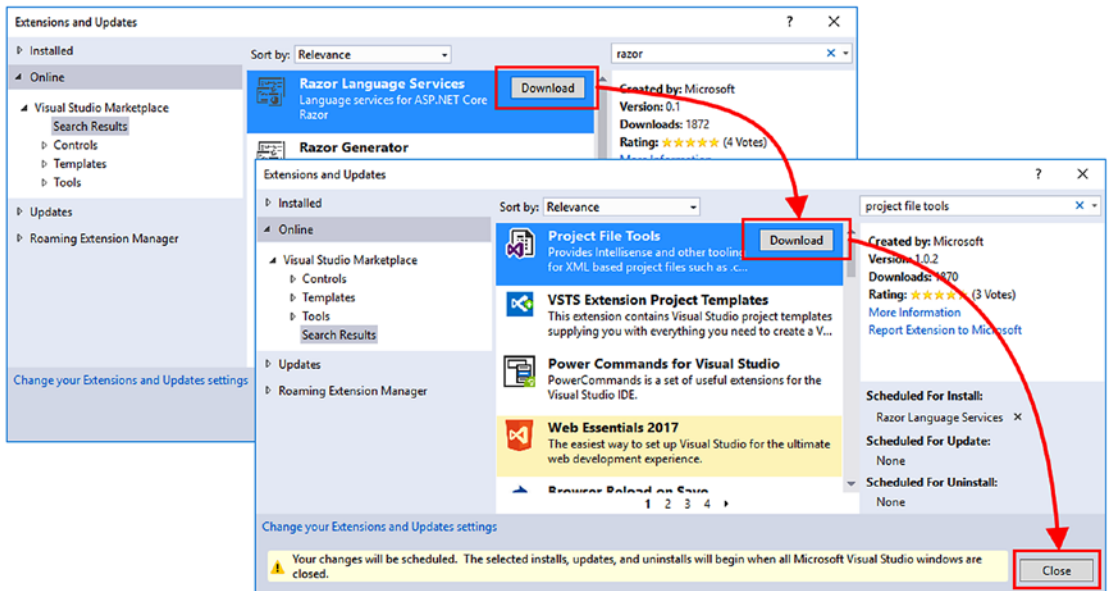 Extensions and Updates
? ×
Installed
Online
Visual Studio Marketplace
Search Results
Controls
Templates
Tools
Updates
Roaming Extension Manager
Change your Extensions and Updates settings
Sort by: Relevance
Razor Language Services
Download
Language services for ASP.NET Core
Razor
Razor Generator
razor
Created by: Microsoft
Version: 0.1
Downloads: 1872
Rating: (4 Votes)
More Information
Extensions and Updates
? ×
Installed
Online
Visual Studio Marketplace
Controls
Templates
Tools
Search Results
Updates
Roaming Extension Manager
Sort by: Relevance
Project File Tools
Download
Provides Intellisense and other tooling
for XML based project files such as .c...
VSTS Extension Project Templates
This extension contains Visual Studio project templates
supplying you with everything you need to create a V...
Power Commands for Visual Studio
PowerCommands is a set of useful extensions for the
Visual Studio IDE.
Web Essentials 2017
The easiest way to set up Visual Studio for the ultimate
web development experience.
Browser Reload on Save
1 2 3 4
project file tools
Created by: Microsoft
Version: 1.0.2
Downloads: 1870
Rating: (3 Votes)
More Information
Report Extension to Microsoft
Scheduled For Install:
Razor Language Services ×
Scheduled For Update:
None
Scheduled For Uninstall:
None
Change your Extensions and Updates settings
Your changes will be scheduled. The selected installs, updates, and uninstalls will begin when all Microsoft Visual Studio windows are
closed.
Close